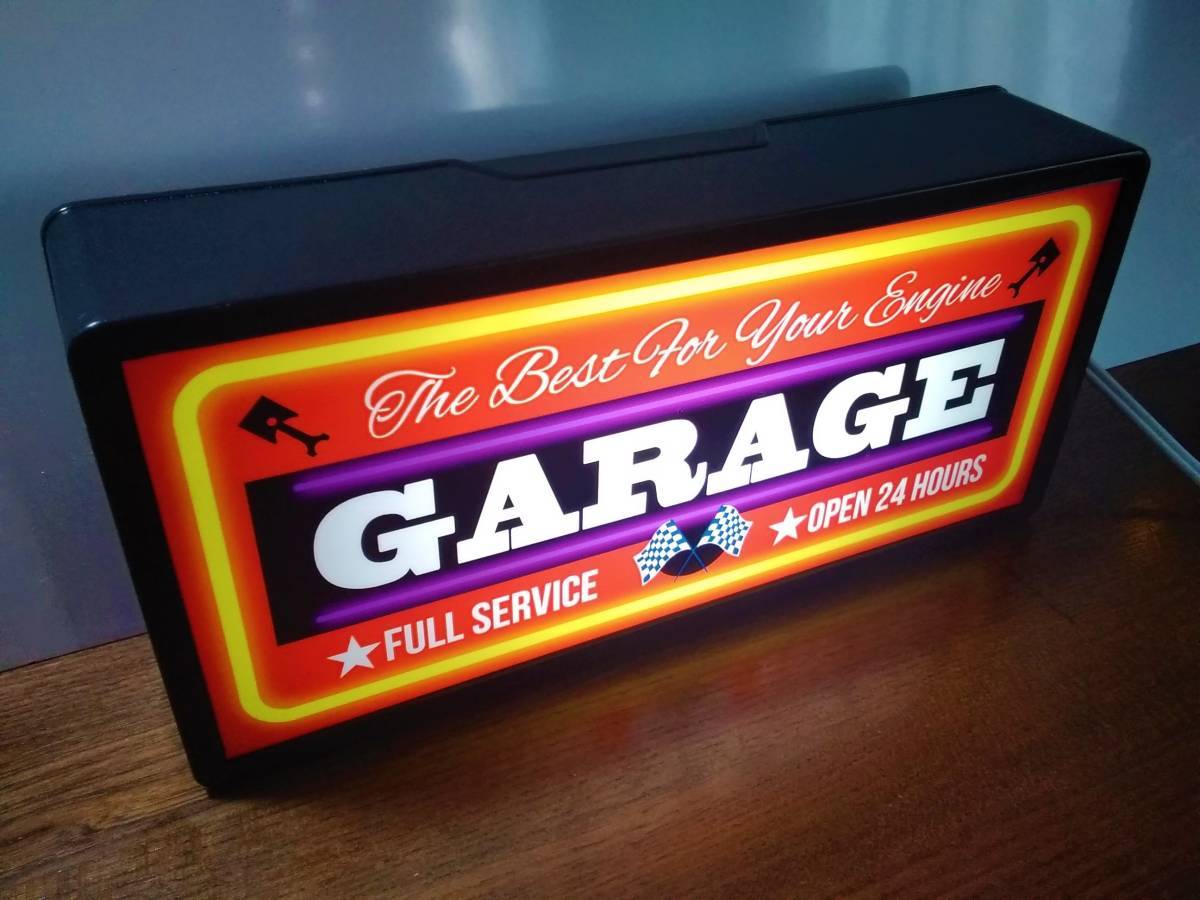 The Best For Your Engine
GARAGE
★FULL SERVICE ★OPEN 24 HOURS